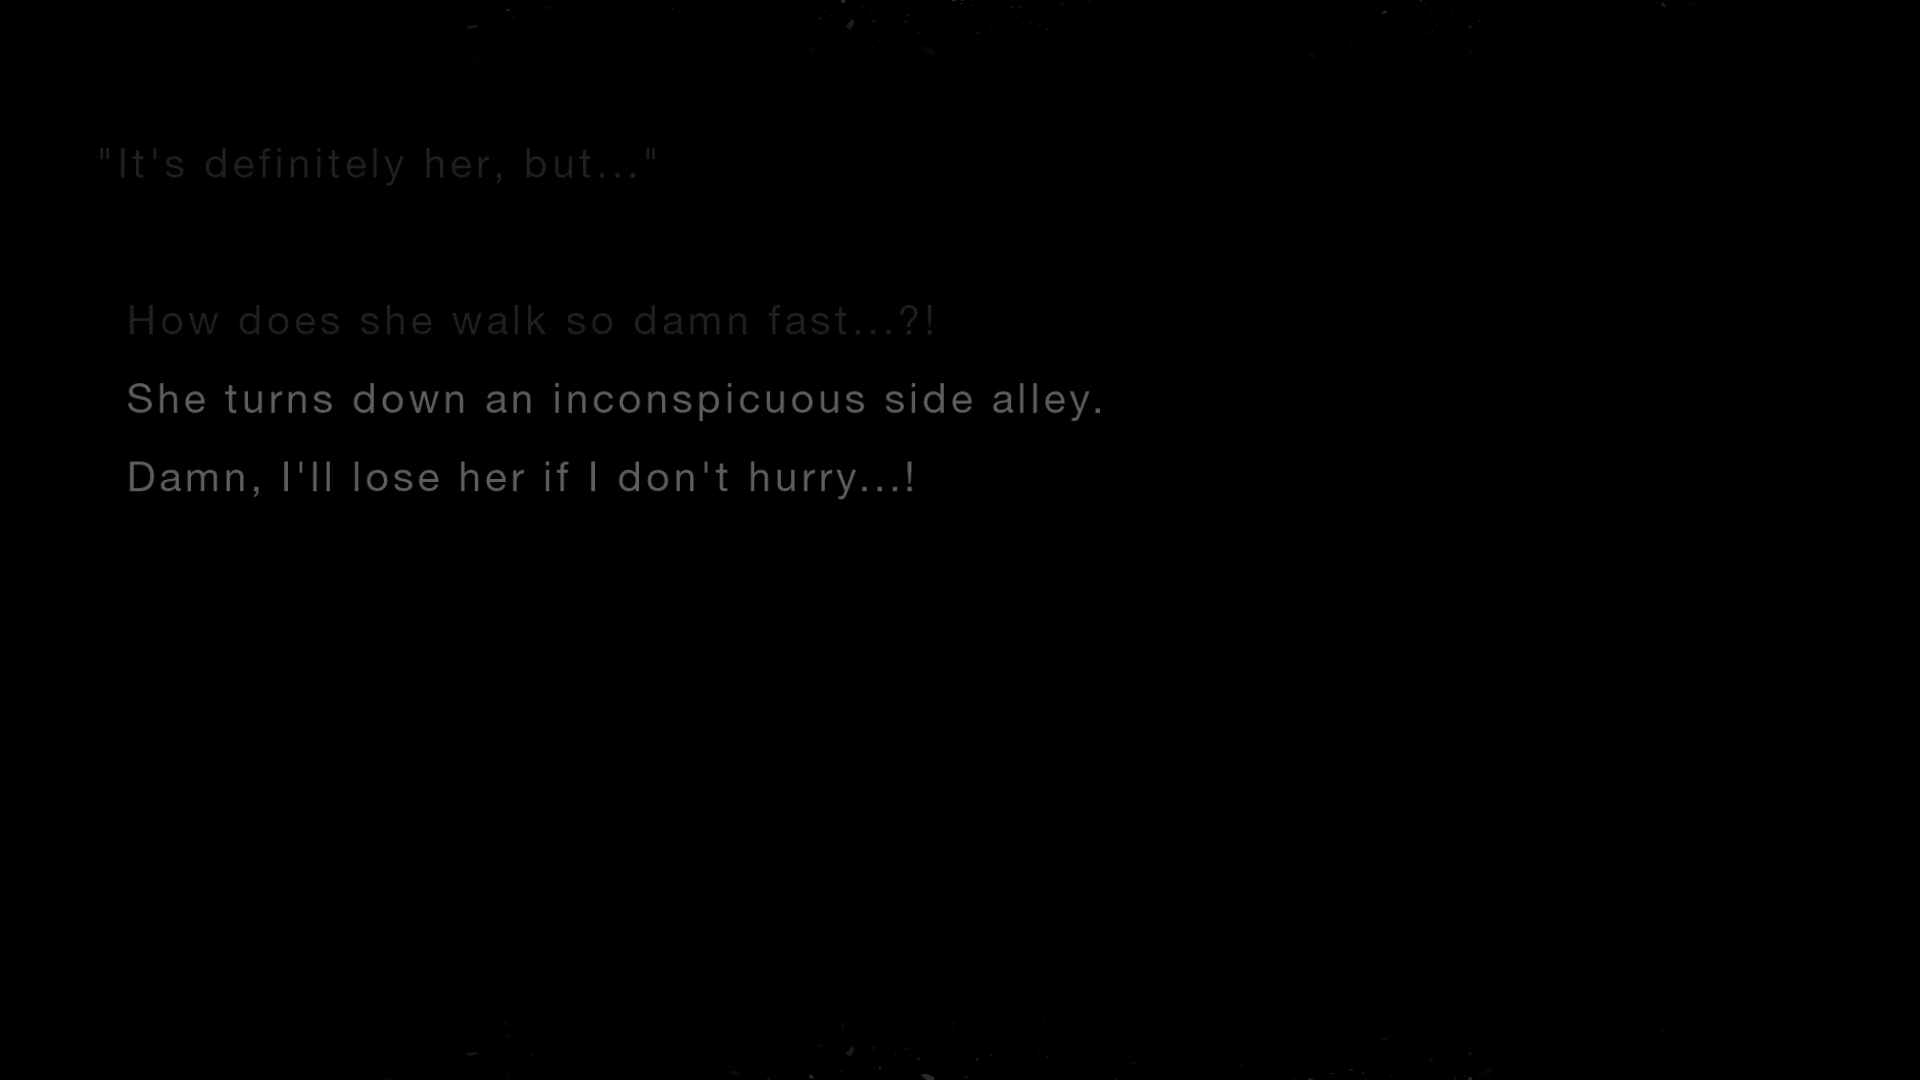 "It's definitely her, but..."
How does she walk so damn fast...?!
She turns down an inconspicuous side alley.
Damn, I'll lose her if I don't hurry...!